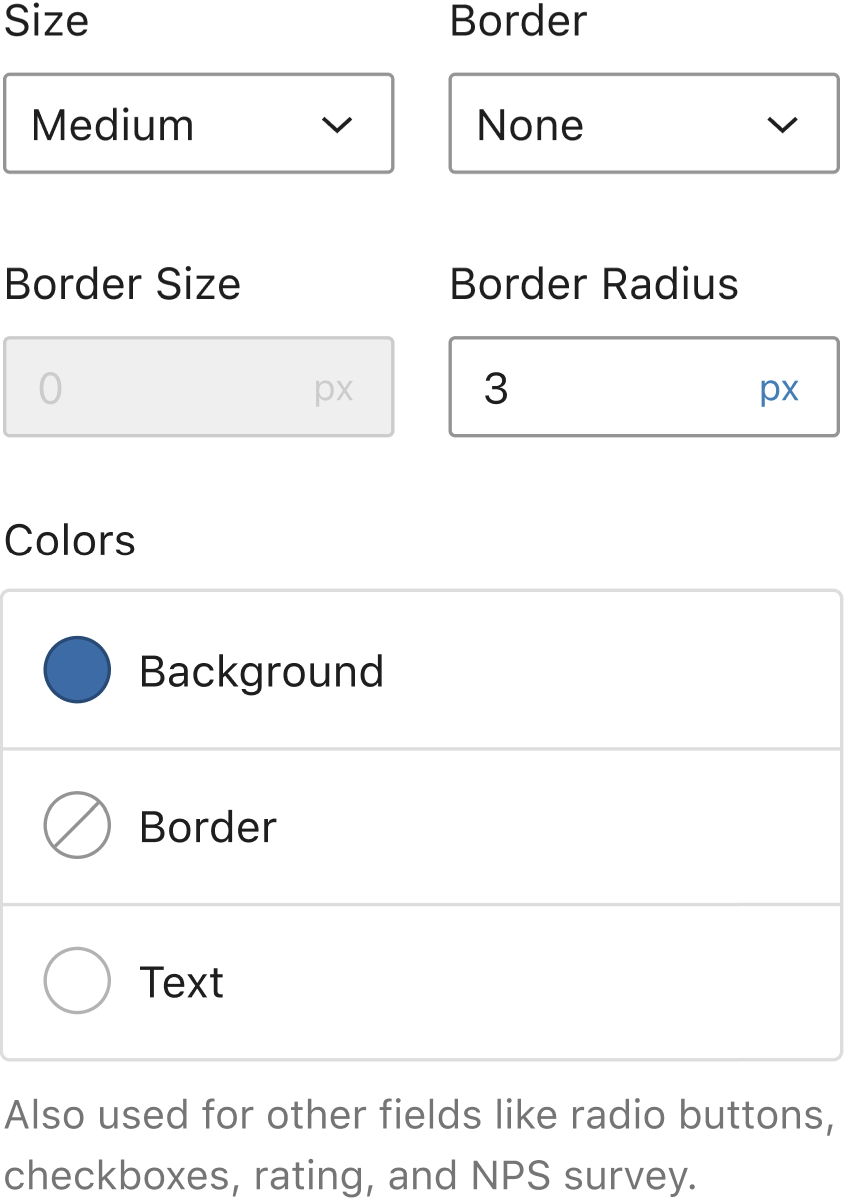 Size
Border
Medium
None
Border Size
Border Radius
0 px
3 px
Colors
Background
Border
Text
Also used for other fields like radio buttons,
checkboxes, rating, and NPS survey.